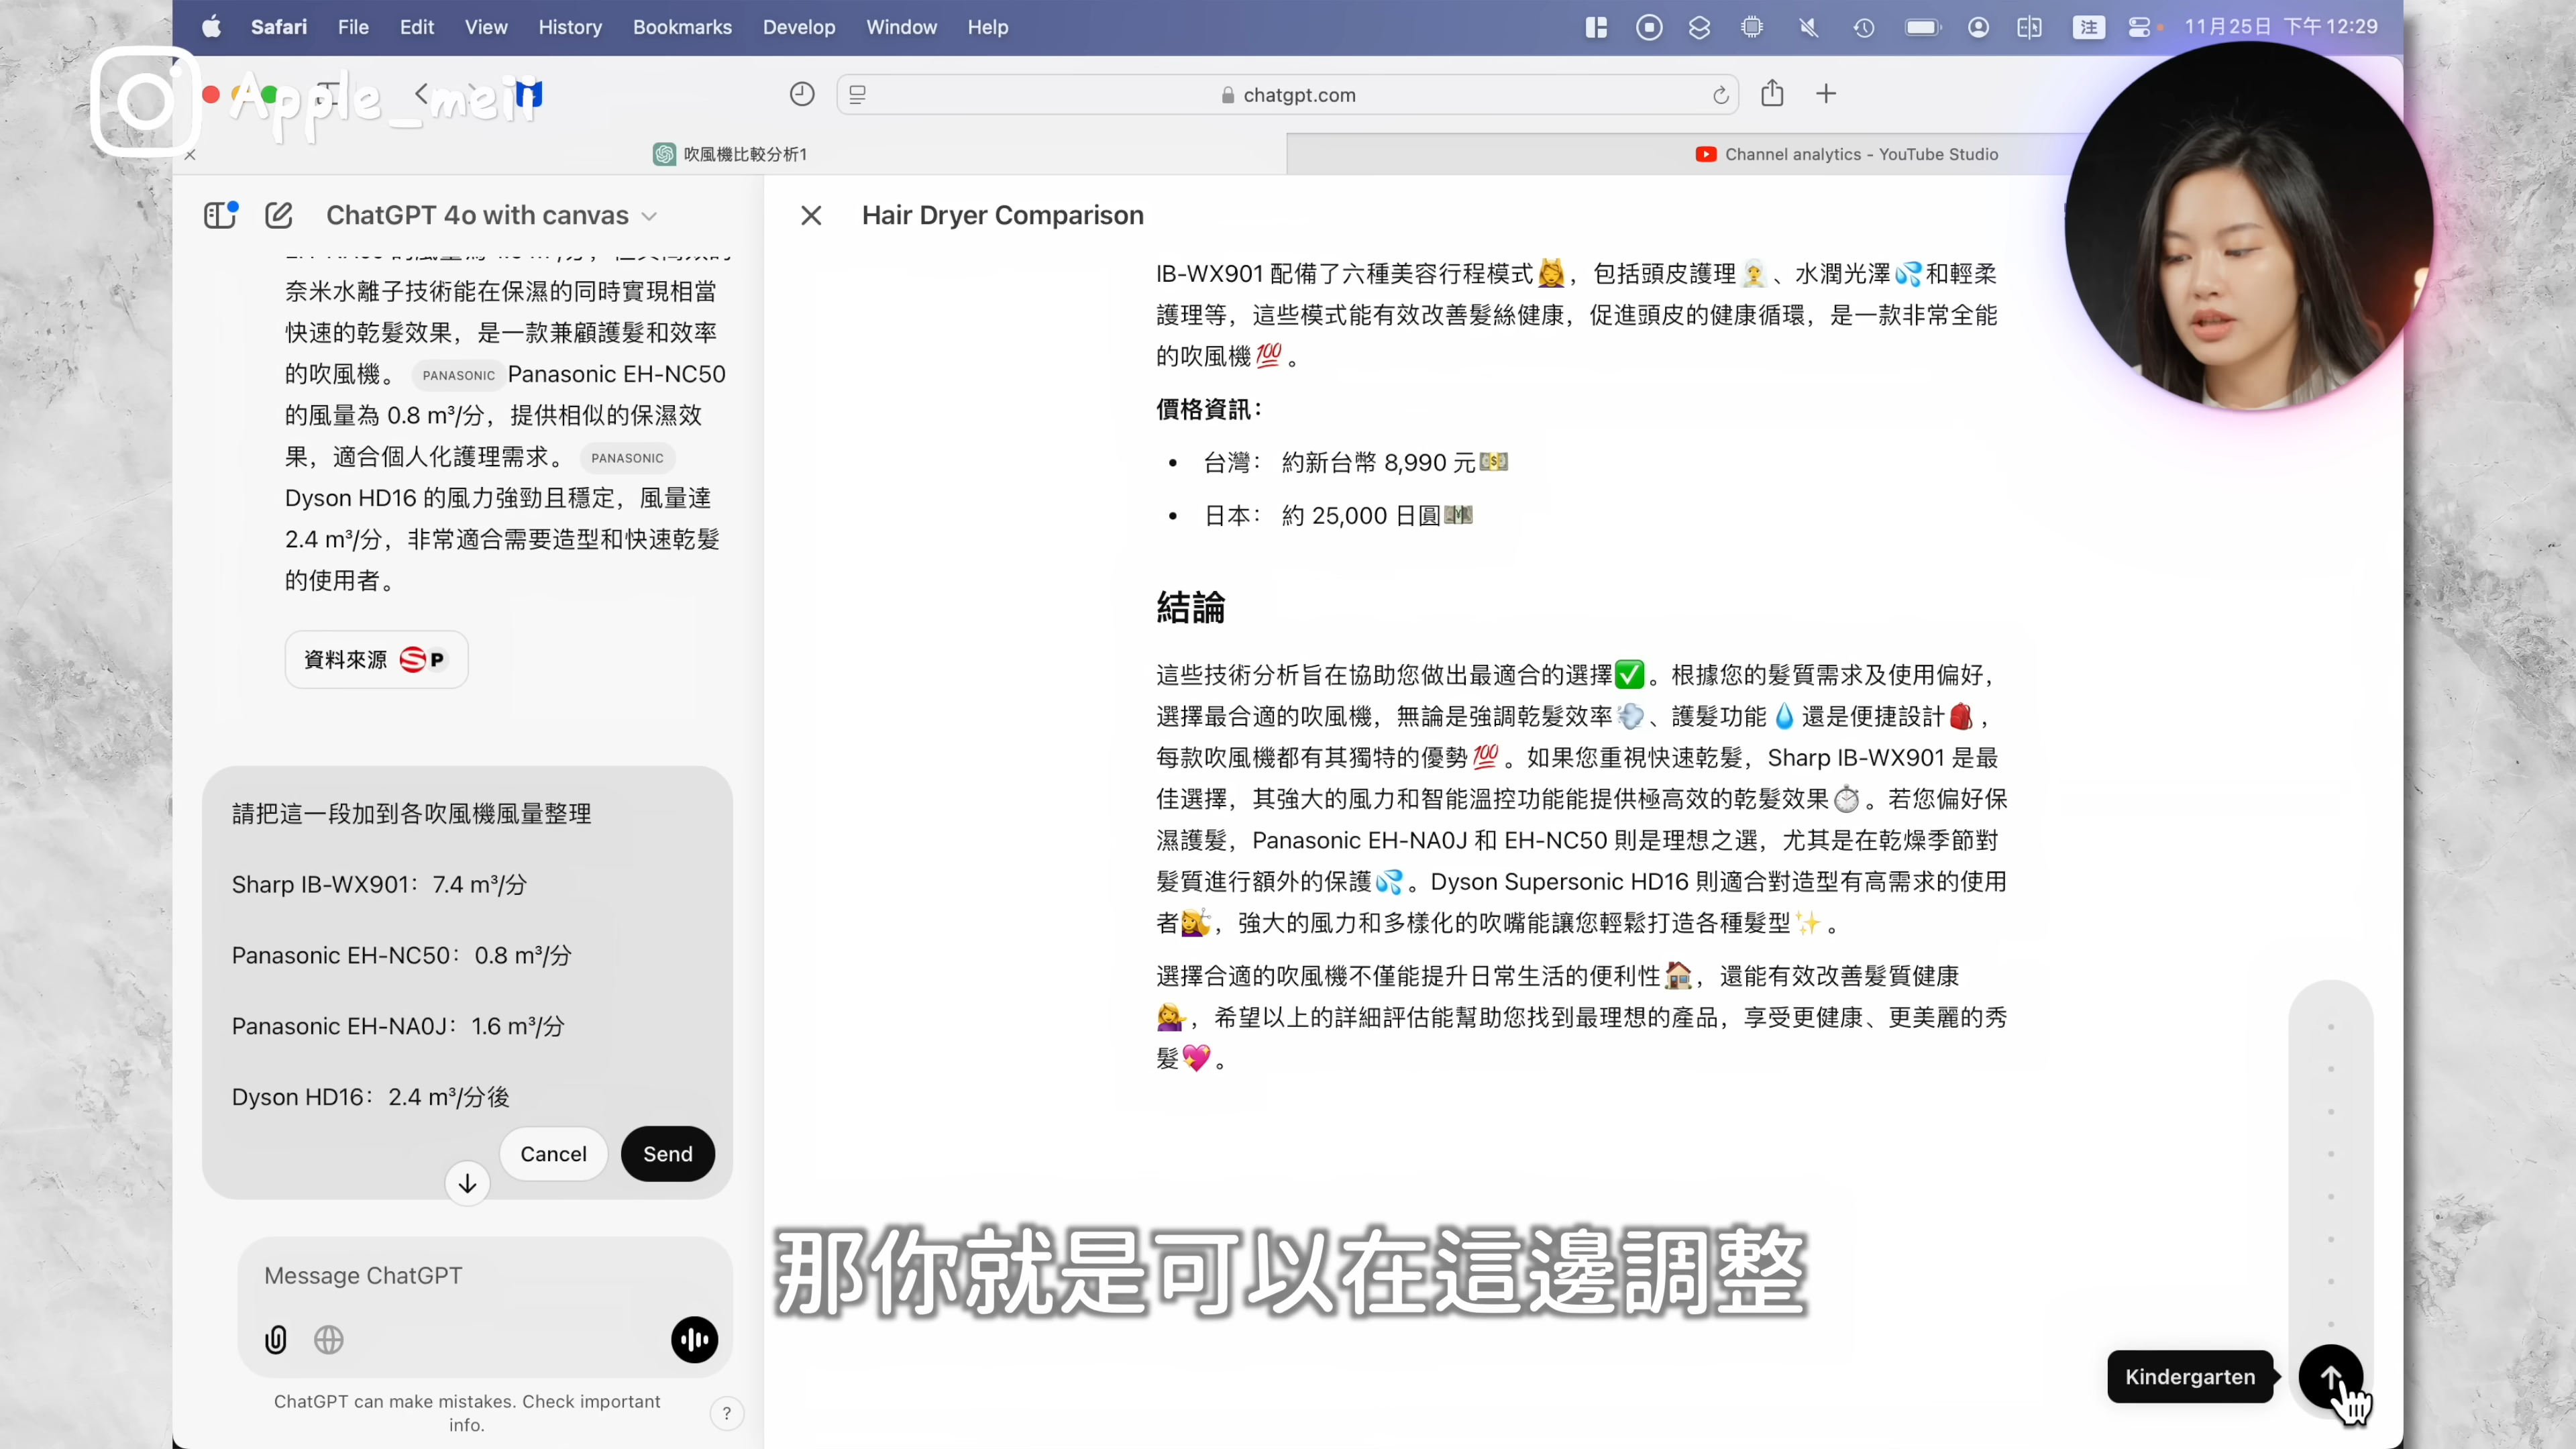 Safari File Edit View History Bookmarks Develop Window Help
注 11月25日 下午12:29
Apple_meii
chatgpt.com
吹風機比較分析1
Channel analytics - YouTube Studio
ChatGPT 4o with canvas
Hair Dryer Comparison
奈米水離子技術能在保濕的同時實現相當
快速的乾髮效果，是一款兼顧護髮和效率
的吹風機。 PANASONIC Panasonic EH-NC50
的風量為 0.8 m³/分，提供相似的保濕效
果，適合個人化護理需求。 PANASONIC
Dyson HD16 的風力強勁且穩定，風量達
2.4 m³/分，非常適合需要造型和快速乾髮
的使用者。
資料來源
請把這一段加到各吹風機風量整理
Sharp IB-WX901：7.4 m³/分
Panasonic EH-NC50：0.8 m³/分
Panasonic EH-NA0J：1.6 m³/分
Dyson HD16：2.4 m³/分後
Cancel Send
Message ChatGPT
ChatGPT can make mistakes. Check important
info.
?
IB-WX901 配備了六種美容行程模式💆，包括頭皮護理👰、水潤光澤💦和輕柔
護理等，這些模式能有效改善髮絲健康，促進頭皮的健康循環，是一款非常全能
的吹風機💯。
價格資訊：
• 台灣： 約新台幣 8,990 元💵
• 日本： 約 25,000 日圓💴
結論
這些技術分析旨在協助您做出最適合的選擇✅。根據您的髮質需求及使用偏好，
選擇最合適的吹風機，無論是強調乾髮效率💨、護髮功能💧還是便捷設計🎒，
每款吹風機都有其獨特的優勢💯。如果您重視快速乾髮，Sharp IB-WX901 是最
佳選擇，其強大的風力和智能溫控功能能提供極高效的乾髮效果⏱️。若您偏好保
濕護髮，Panasonic EH-NA0J 和 EH-NC50 則是理想之選，尤其是在乾燥季節對
髮質進行額外的保護💦。Dyson Supersonic HD16 則適合對造型有高需求的使用
者💇‍♀️，強大的風力和多樣化的吹嘴能讓您輕鬆打造各種髮型✨。
選擇合適的吹風機不僅能提升日常生活的便利性🏠，還能有效改善髮質健康
💁‍♀️，希望以上的詳細評估能幫助您找到最理想的產品，享受更健康、更美麗的秀
髮💖。
那你就是可以在這邊調整
Kindergarten